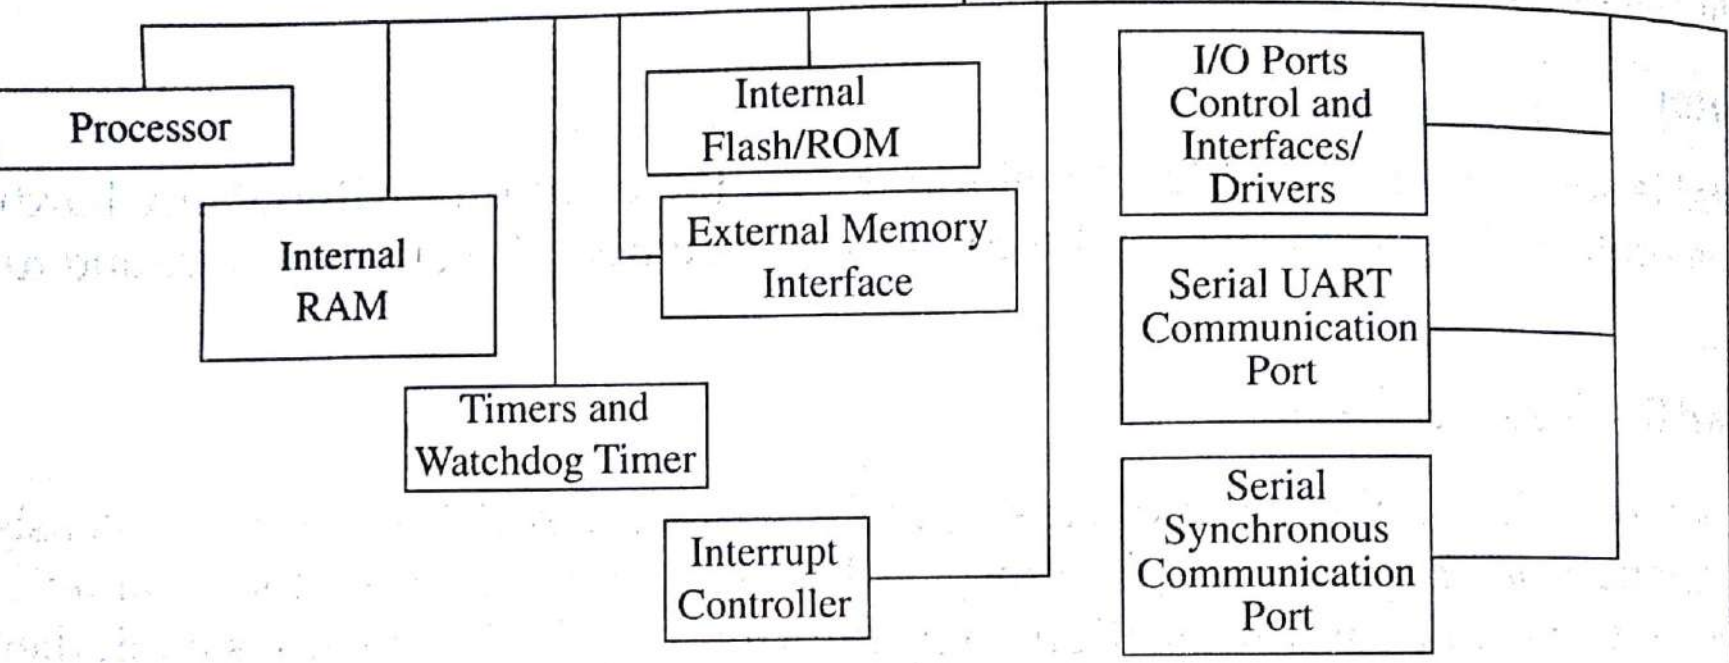 Processor
Internal
RAM
Timers and
Watchdog Timer
Internal
Flash/ROM
External Memory
Interface
Interrupt
Controller
I/O Ports
Control and
Interfaces/
Drivers
Serial UART
Communication
Port
Serial
Synchronous
Communication
Port